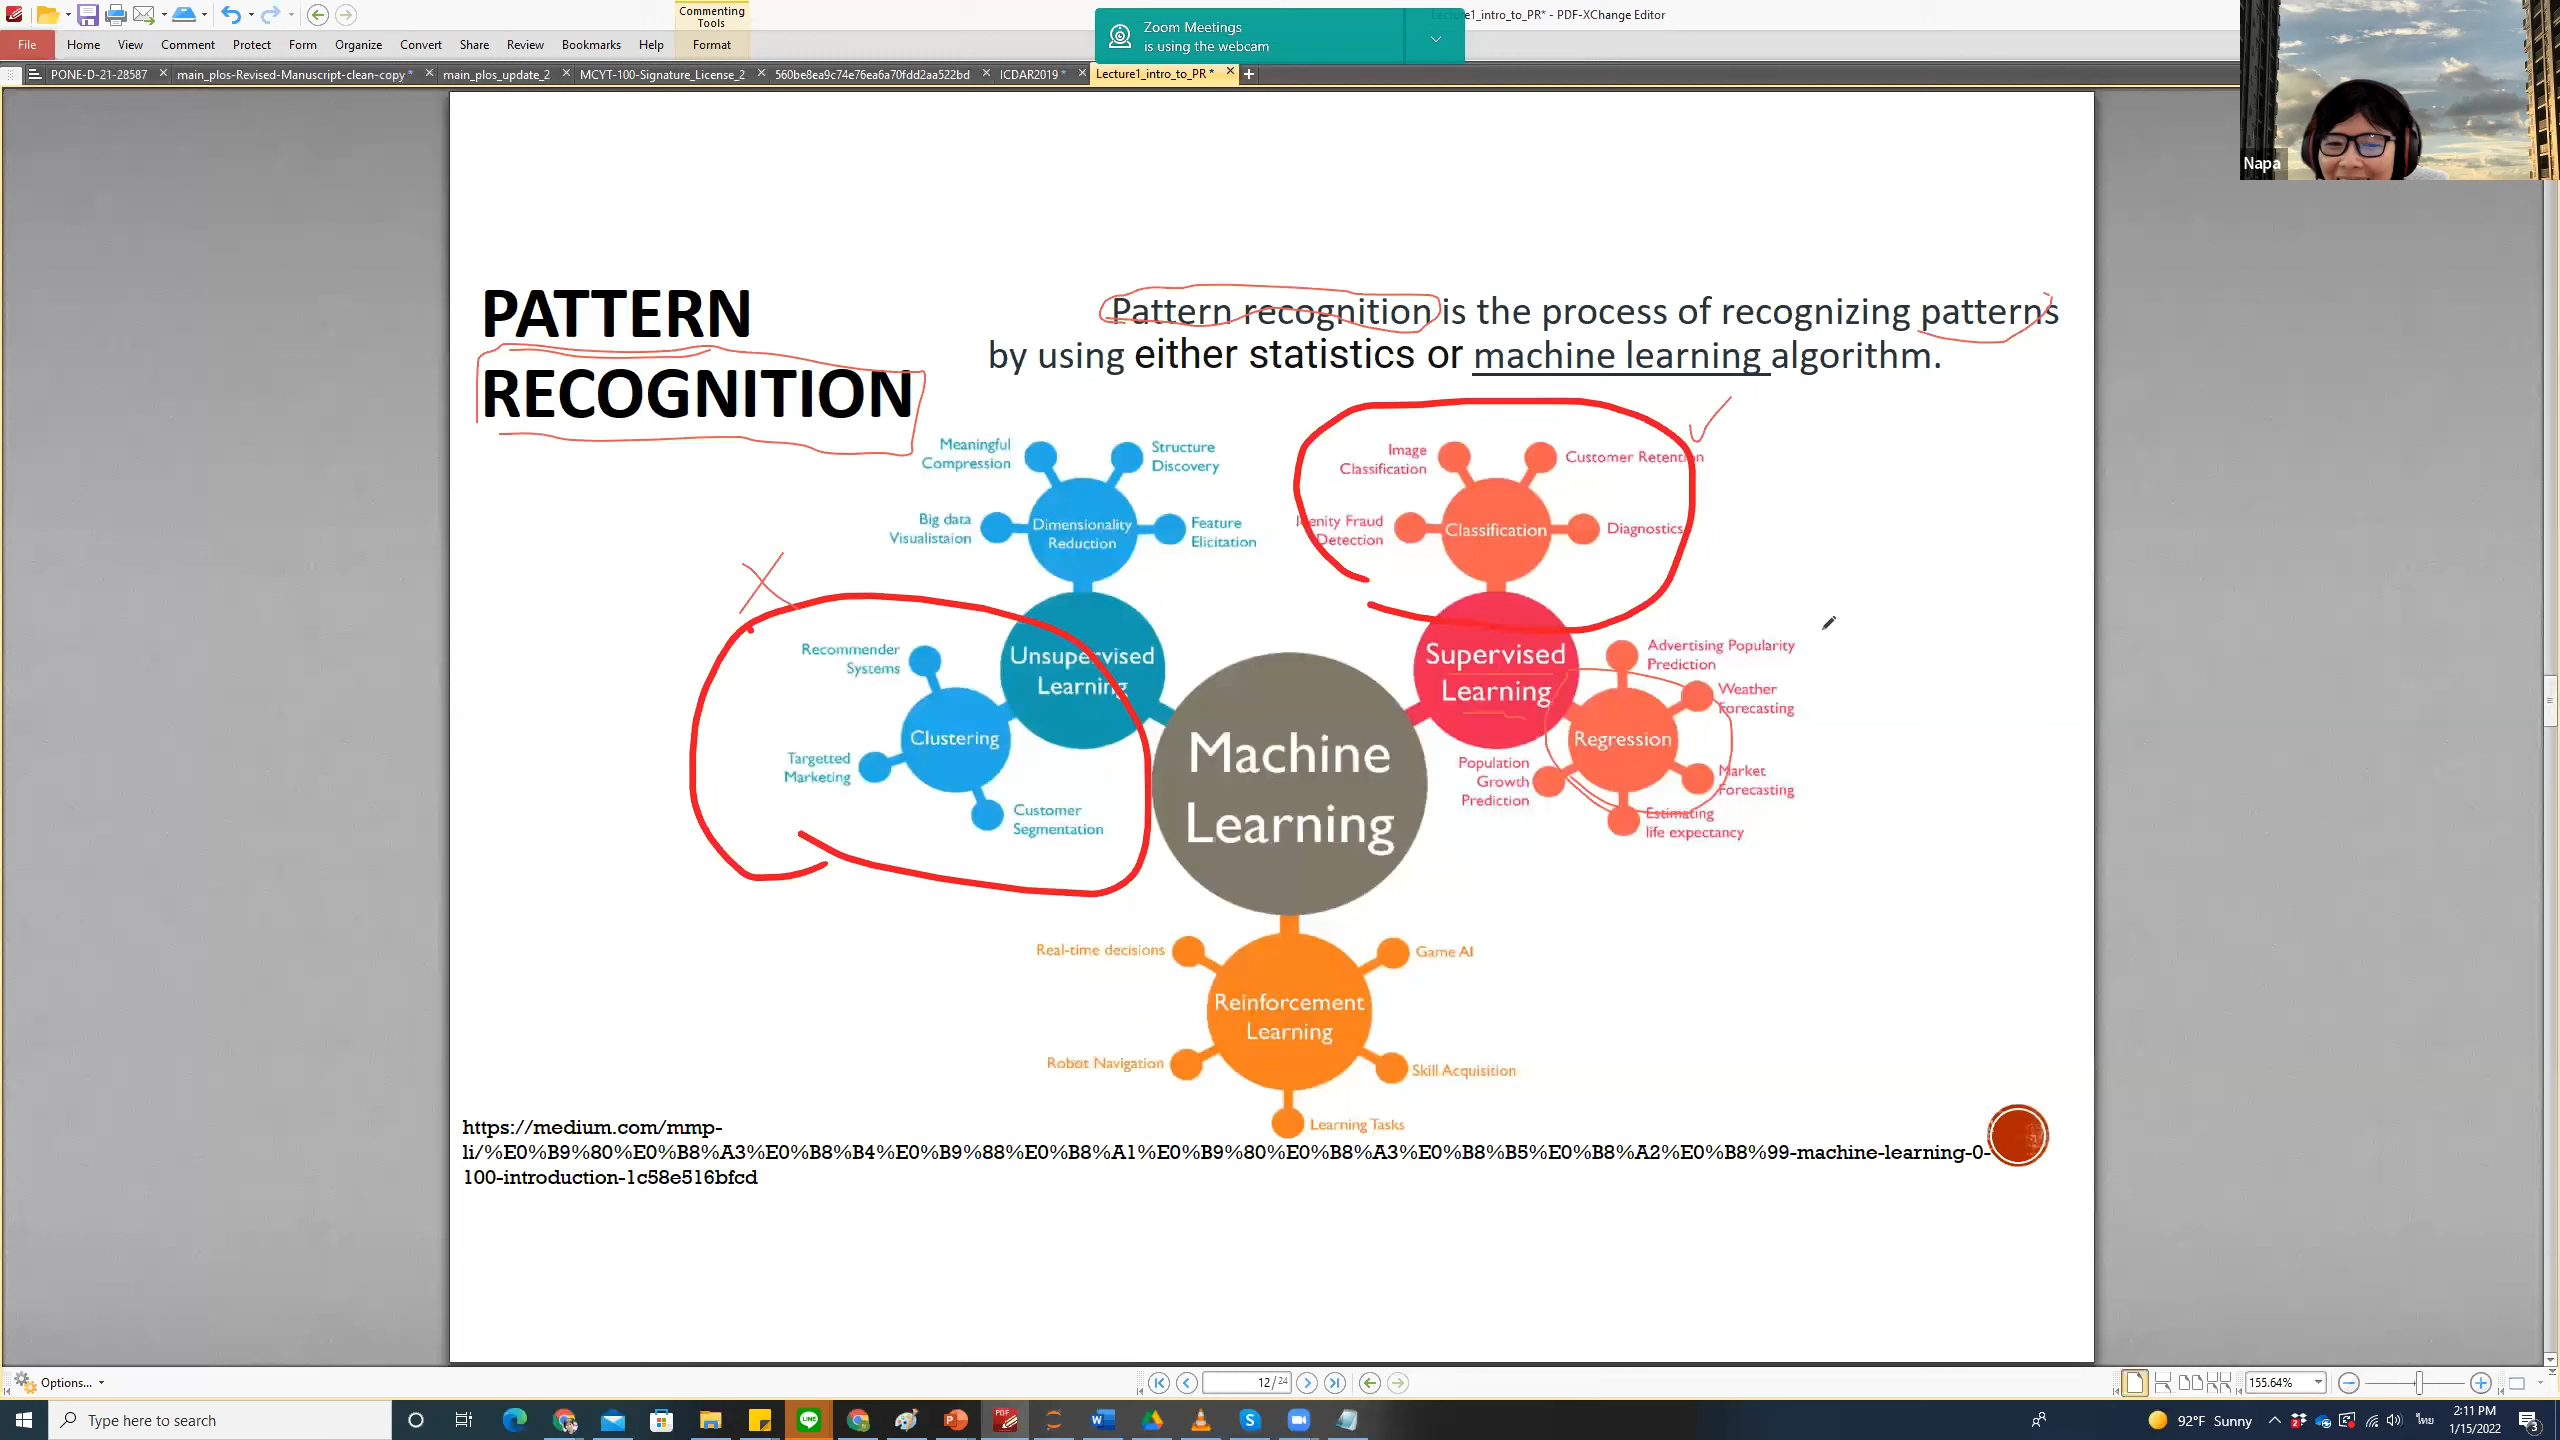 Commenting
Tools
Zoom Meetings
is using the webcam
Lecture1_intro_to_PR* - PDF-XChange Editor
File Home View Comment Protect Form Organize Convert Share Review Bookmarks Help Format
PONE-D-21-28587 main_plos-Revised-Manuscript-clean-copy * main_plos_update_2 MCYT-100-Signature_License_2 560be8ea9c74e76ea6a70fdd2aa522bd ICDAR2019 * Lecture1_intro_to_PR *
Napa
PATTERN
RECOGNITION
Pattern recognition is the process of recognizing patterns
by using either statistics or machine learning algorithm.
Meaningful
Compression
Structure
Discovery
Big data
Visualistaion
Dimensionality
Reduction
Feature
Elicitation
Image
Classification
Customer Retention
Idenity Fraud
Detection
Classification
Diagnostics
Recommender
Systems
Unsupervised
Learning
Clustering
Targetted
Marketing
Customer
Segmentation
Machine
Learning
Supervised
Learning
Advertising Popularity
Prediction
Weather
Forecasting
Regression
Population
Growth
Prediction
Market
Forecasting
Estimating
life expectancy
Real-time decisions
Game AI
Reinforcement
Learning
Robot Navigation
Skill Acquisition
Learning Tasks
https://medium.com/mmp-
li/%E0%B9%80%E0%B8%A3%E0%B8%B4%E0%B9%88%E0%B8%A1%E0%B9%80%E0%B8%A3%E0%B8%B5%E0%B8%A2%E0%B8%99-machine-learning-0-
100-introduction-1c58e516bfcd
Options...
12/24
155.64%
Type here to search
92°F Sunny
ไทย
2:11 PM
1/15/2022
3